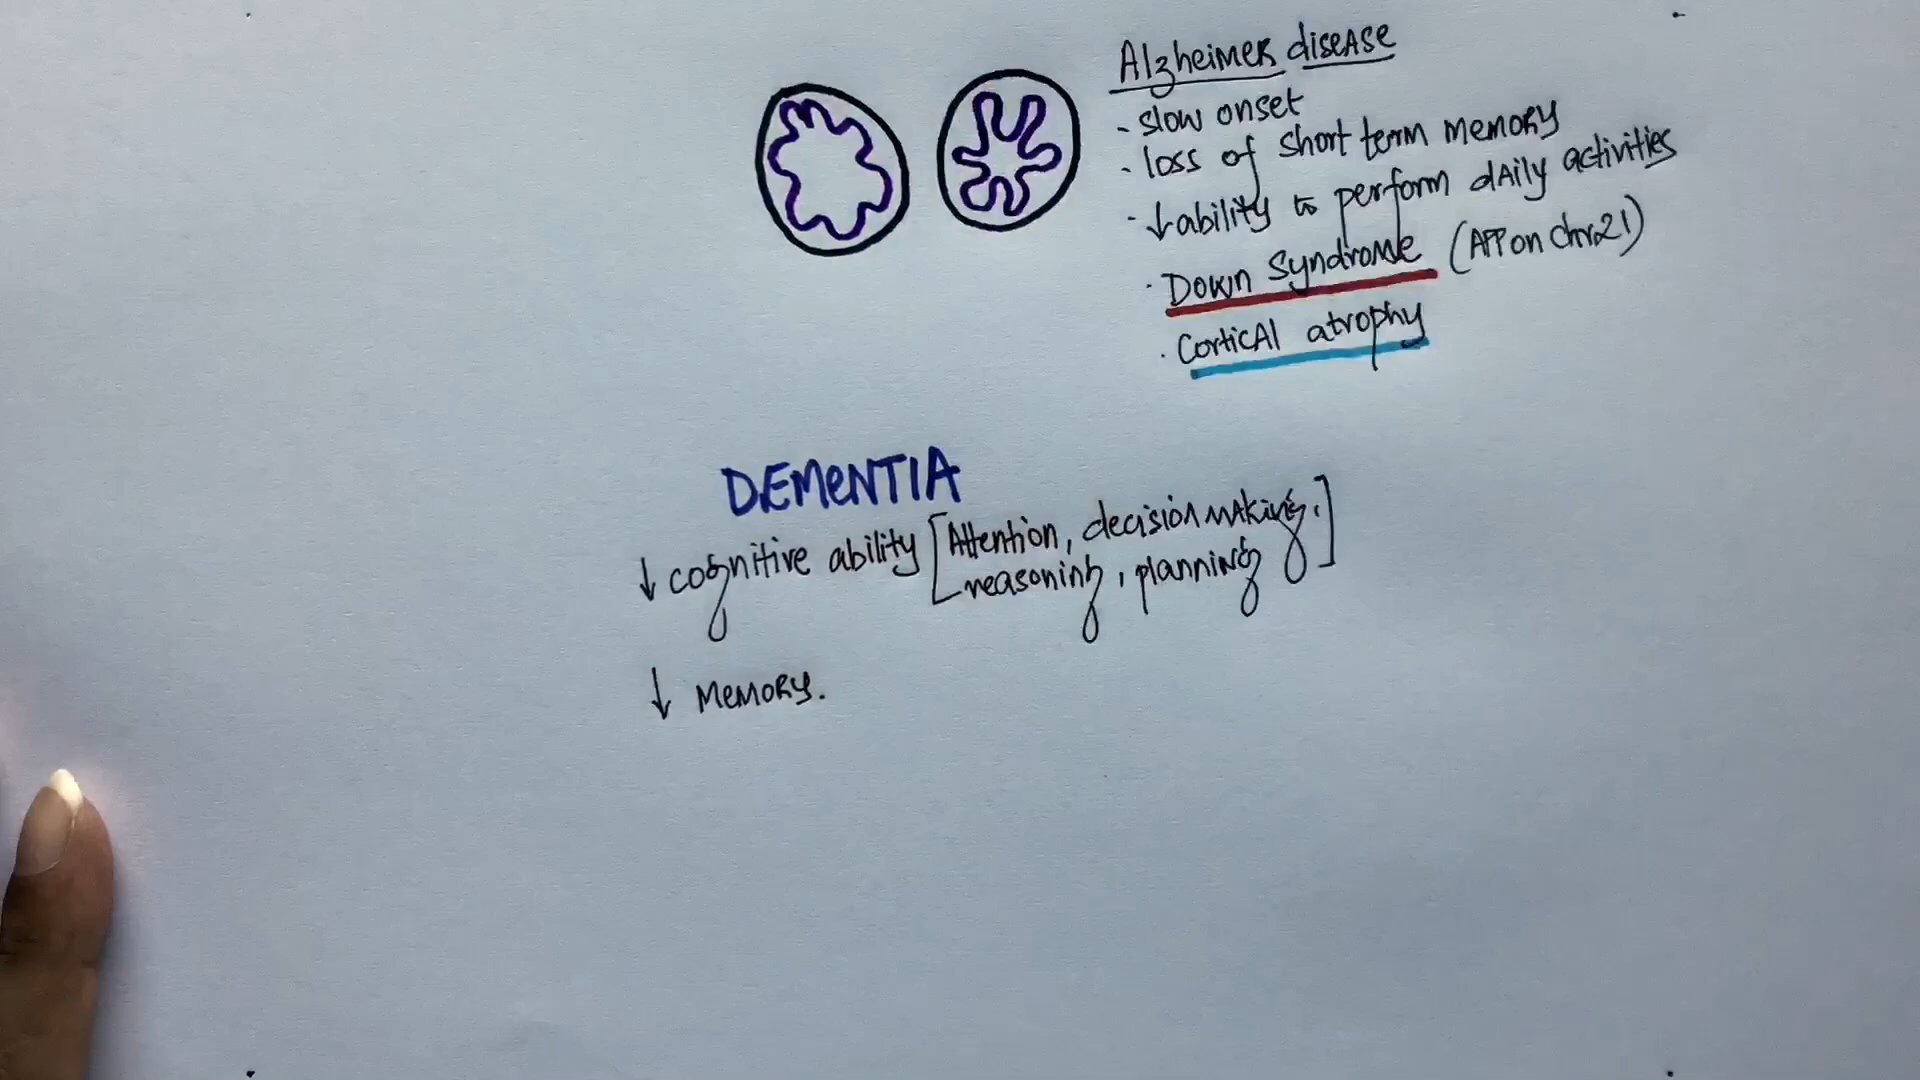 Alzheimer disease
- slow onset
- loss of short term memory
- ↓ability to perform daily activities
· Down Syndrome (APP on chr21)
· Cortical atrophy
DEMENTIA
↓ cognitive ability [Attention, decision making,
reasoning, planning]
↓ memory.